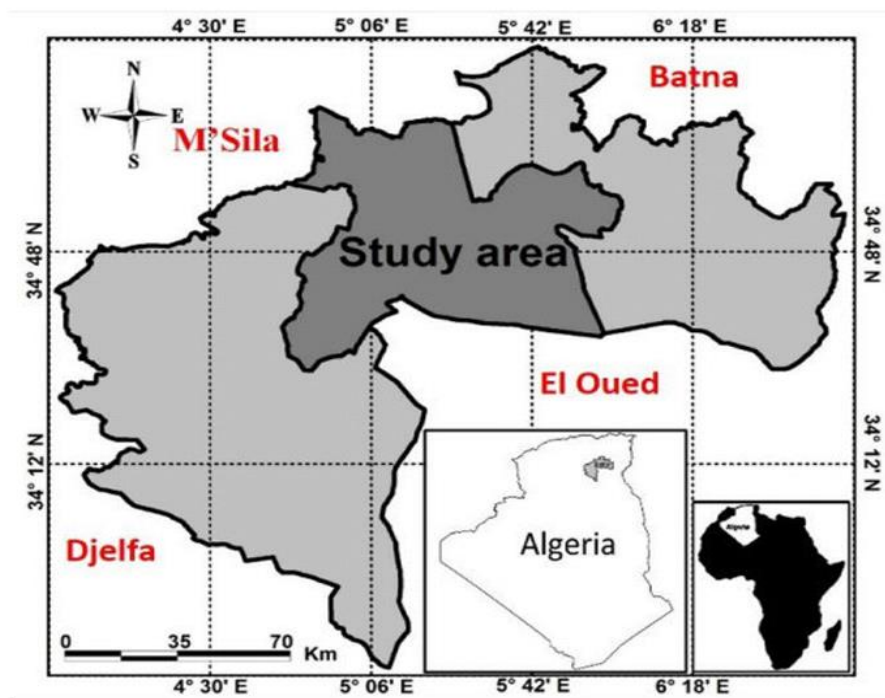 4° 30' E 5° 06' E 5° 42' E 6° 18' E
N
W E
S
Batna
M'Sila
34° 48' N
34° 48' N
Study area
El Oued
34° 12' N
34° 12' N
Algeria
Algeria
Djelfa
0 35 70
Km
4° 30' E 5° 06' E 5° 42' E 6° 18' E